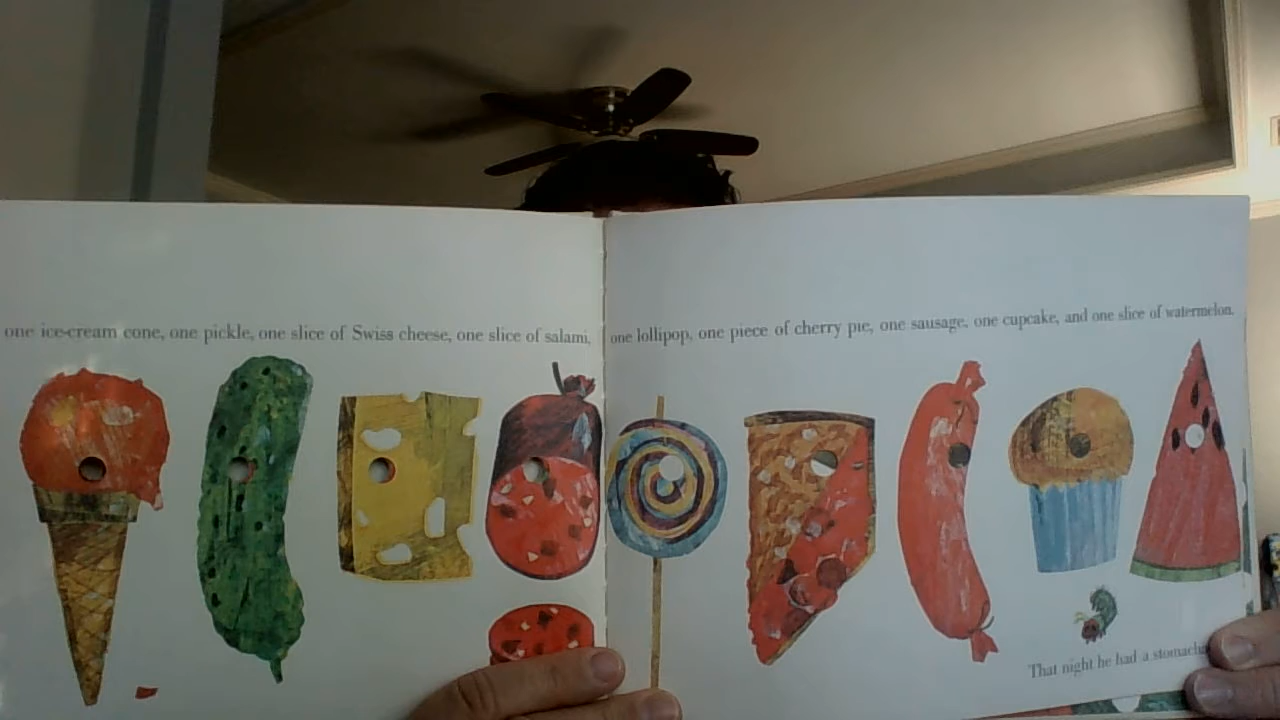 one ice-cream cone, one pickle, one slice of Swiss cheese, one slice of salami,
one lollipop, one piece of cherry pie, one sausage, one cupcake, and one slice of watermelon.
That night he had a